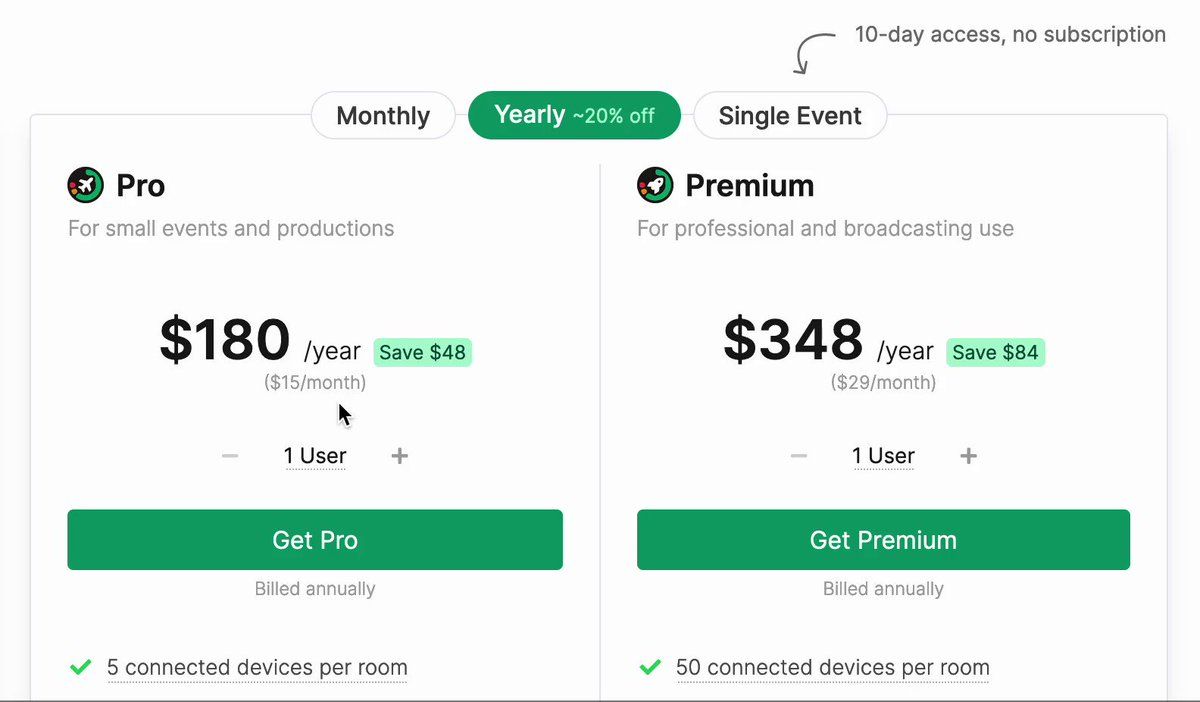 10-day access, no subscription
Monthly
Yearly ~20% off
Single Event
Pro
For small events and productions
$180 /year Save $48
($15/month)
− 1 User +
Get Pro
Billed annually
5 connected devices per room
Premium
For professional and broadcasting use
$348 /year Save $84
($29/month)
− 1 User +
Get Premium
Billed annually
50 connected devices per room